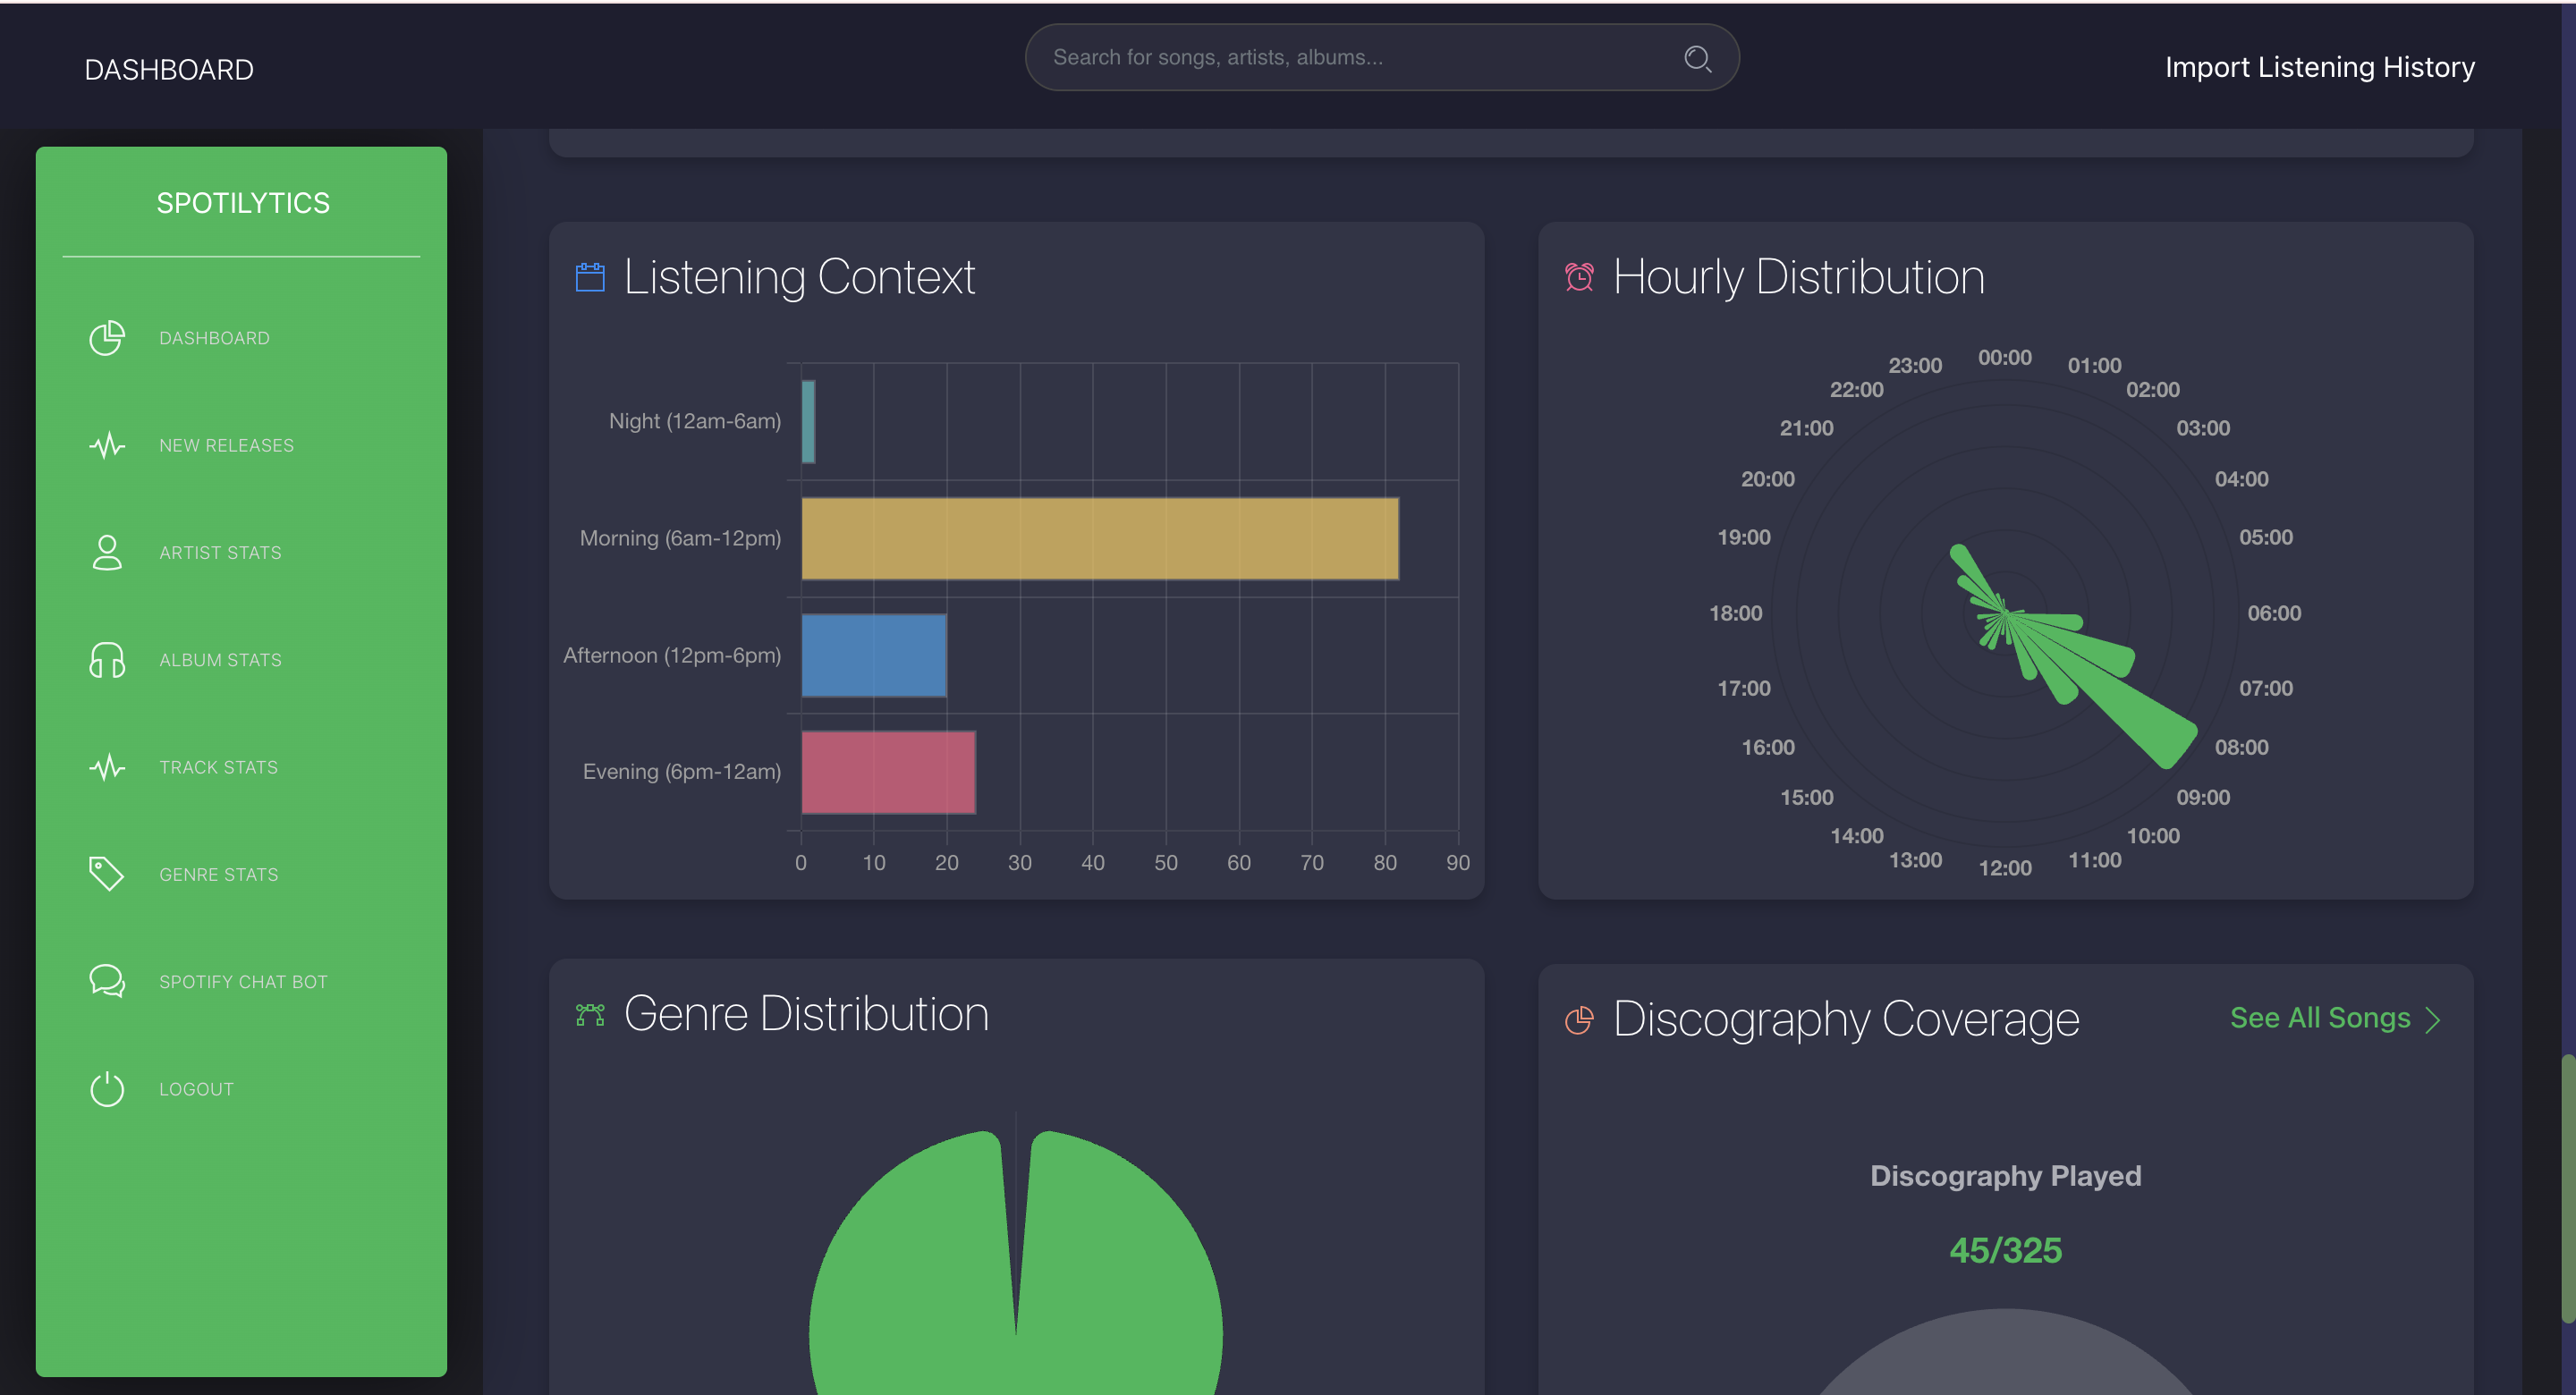 DASHBOARD
Search for songs, artists, albums...
Import Listening History
SPOTILYTICS
DASHBOARD
NEW RELEASES
ARTIST STATS
ALBUM STATS
TRACK STATS
GENRE STATS
SPOTIFY CHAT BOT
LOGOUT
Listening Context
Night (12am-6am)
Morning (6am-12pm)
Afternoon (12pm-6pm)
Evening (6pm-12am)
0 10 20 30 40 50 60 70 80 90
Hourly Distribution
00:00
01:00
02:00
03:00
04:00
05:00
06:00
07:00
08:00
09:00
10:00
11:00
12:00
13:00
14:00
15:00
16:00
17:00
18:00
19:00
20:00
21:00
22:00
23:00
Genre Distribution
Discography Coverage
See All Songs
Discography Played
45/325